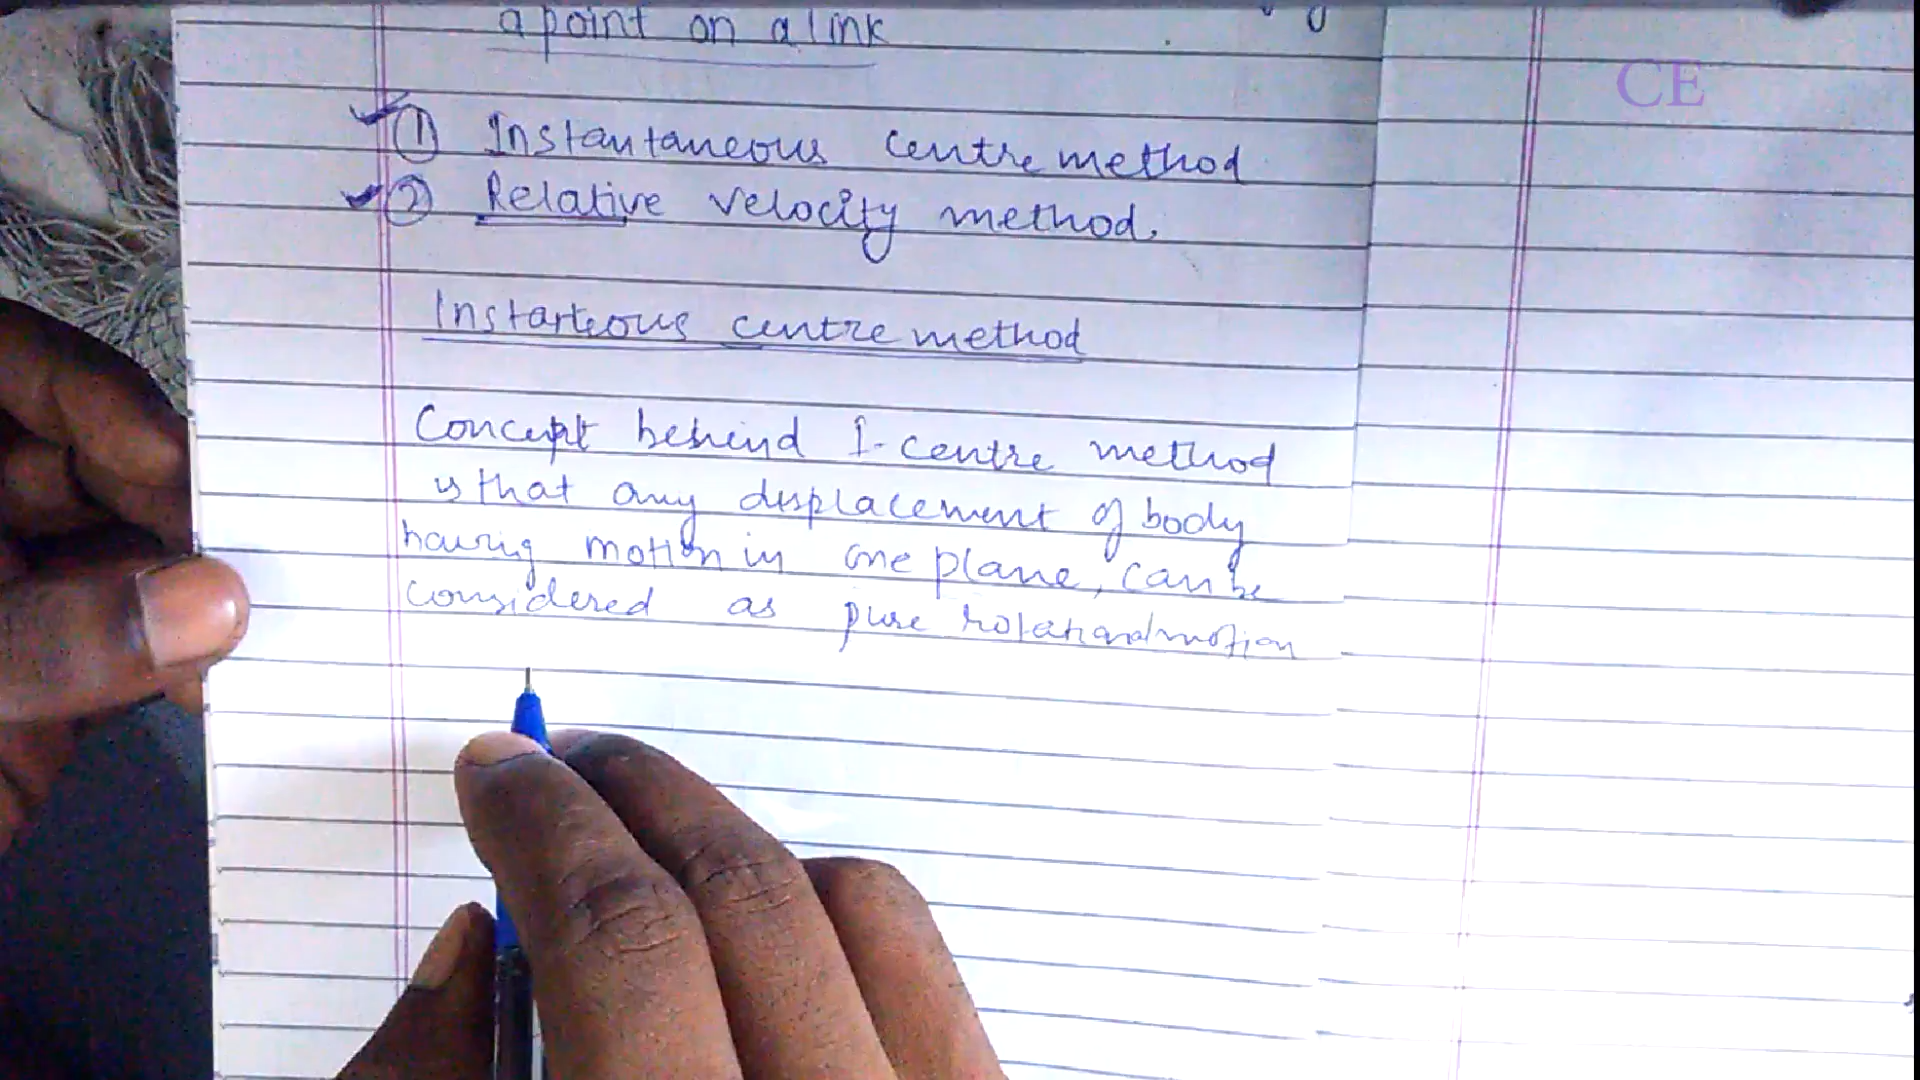 a point on a link
CE
① Instantaneous centre method
② Relative velocity method.
Instarteous centre method
Concept behind I-centre method
is that any displacement of body
having motion in one plane, can be
considered as pure rotational motion